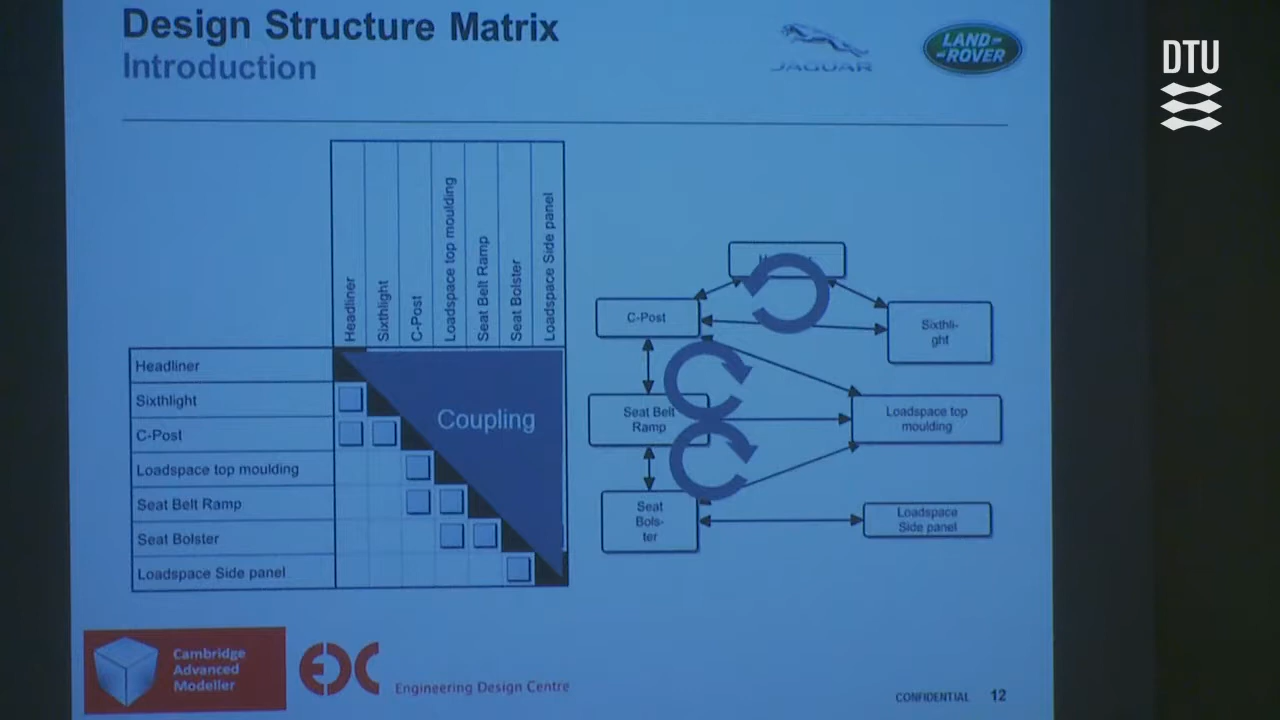 Design Structure Matrix
Introduction
JAGUAR
LAND-
-ROVER
DTU
Headliner
Sixthlight
C-Post
Loadspace top moulding
Seat Belt Ramp
Seat Bolster
Loadspace Side panel
Headliner
Sixthlight
C-Post
Loadspace top moulding
Seat Belt Ramp
Seat Bolster
Loadspace Side panel
Coupling
C-Post
Sixthli-
ght
Seat Belt
Ramp
Loadspace top
moulding
Seat
Bols-
ter
Loadspace
Side panel
Cambridge
Advanced
Modeller
EDC
Engineering Design Centre
CONFIDENTIAL 12